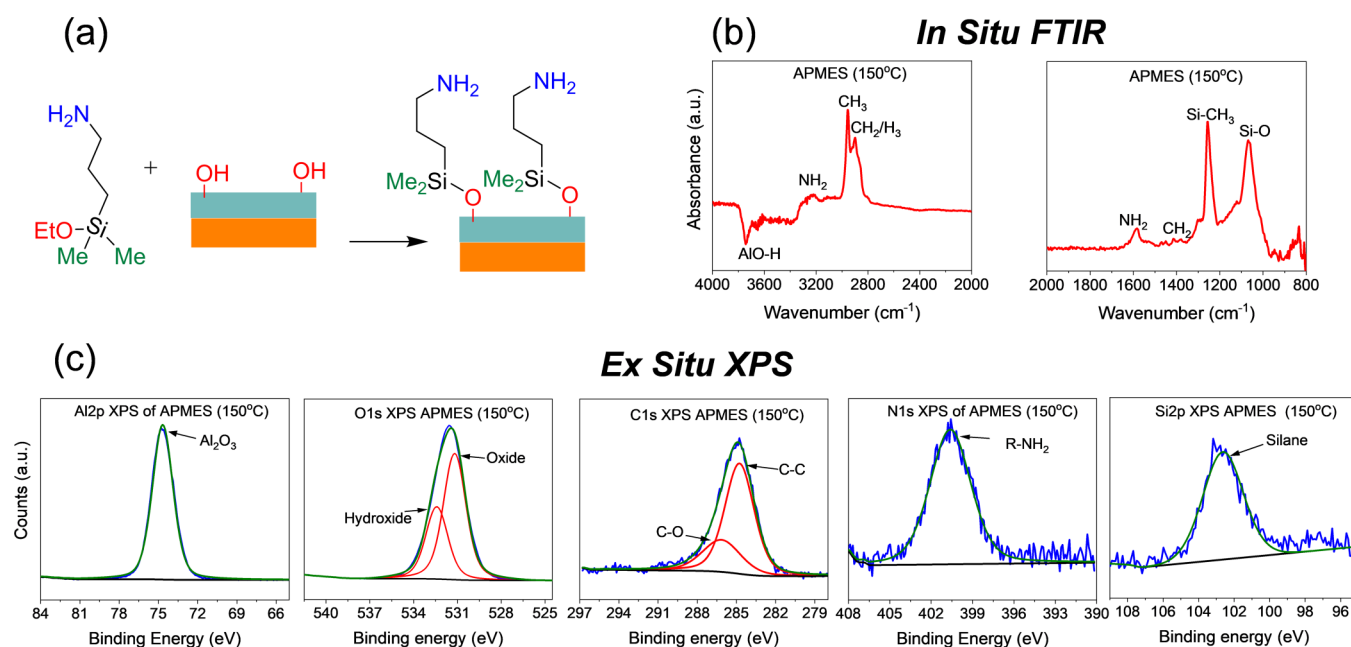 (a)
NH₂
NH₂
H₂N
+
OH
OH
Si
EtO
Me
Me
Me₂
Si
O
Me₂
Si
O
(b)
In Situ FTIR
APMES (150°C)
CH₃
CH₂/H₃
NH₂
AlO-H
Absorbance (a.u.)
4000 3600 3200 2800 2400 2000
Wavenumber (cm⁻¹)
APMES (150°C)
Si-CH₃
Si-O
NH₂
CH₂
2000 1800 1600 1400 1200 1000 800
Wavenumber (cm⁻¹)
(c)
Ex Situ XPS
Al2p XPS of APMES (150°C)
Al₂O₃
Counts (a.u.)
84 78 75 72 69 66
Binding Energy (eV)
O1s XPS APMES (150°C)
Oxide
Hydroxide
540 537 534 531 528 525
Binding energy (eV)
C1s XPS APMES (150°C)
C-C
C-O
297 294 291 288 285 282 279
Binding energy (eV)
N1s XPS of APMES (150°C)
R-NH₂
408 402 399 396 393 390
Binding Energy (eV)
Si2p XPS APMES (150°C)
Silane
108 106 104 102 100 98 96
Binding energy (eV)